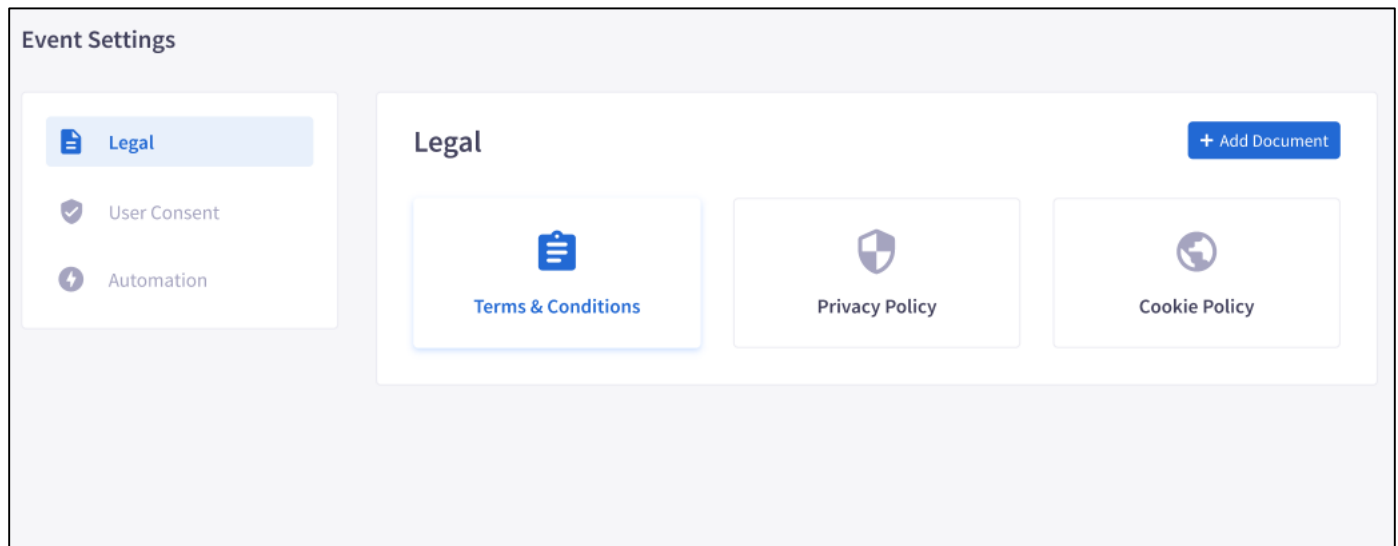 Event Settings
Legal
User Consent
Automation
Legal
+ Add Document
Terms & Conditions
Privacy Policy
Cookie Policy